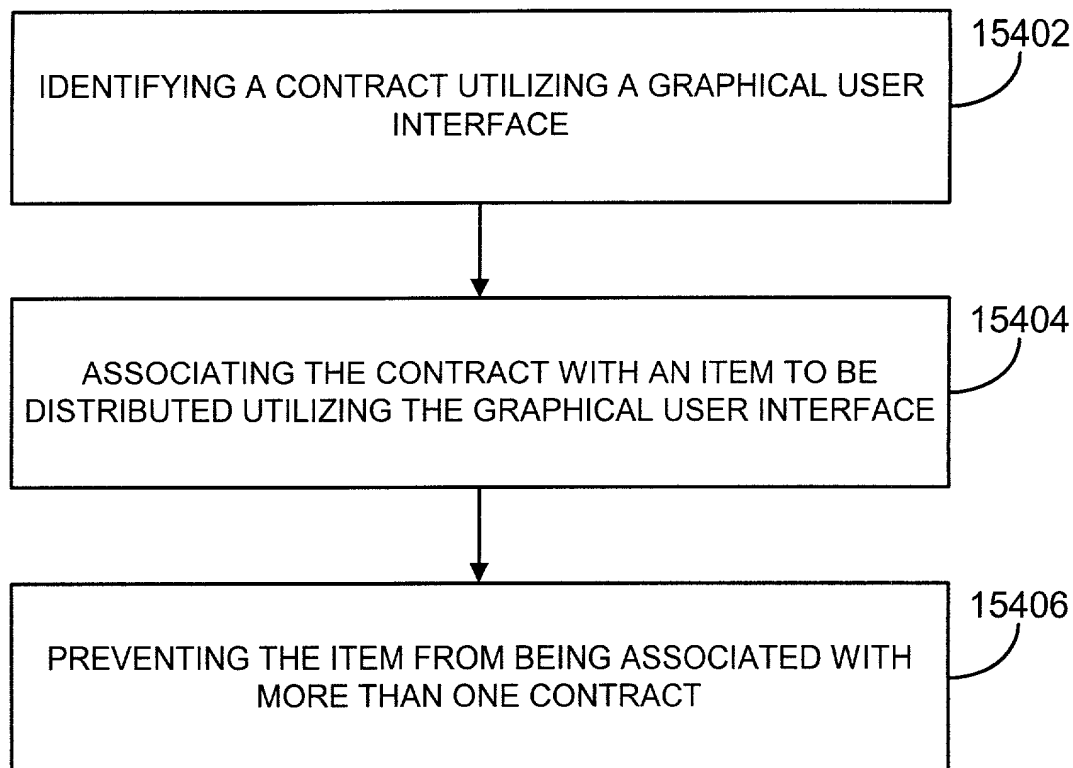 15402
IDENTIFYING A CONTRACT UTILIZING A GRAPHICAL USER
INTERFACE
15404
ASSOCIATING THE CONTRACT WITH AN ITEM TO BE
DISTRIBUTED UTILIZING THE GRAPHICAL USER INTERFACE
15406
PREVENTING THE ITEM FROM BEING ASSOCIATED WITH
MORE THAN ONE CONTRACT